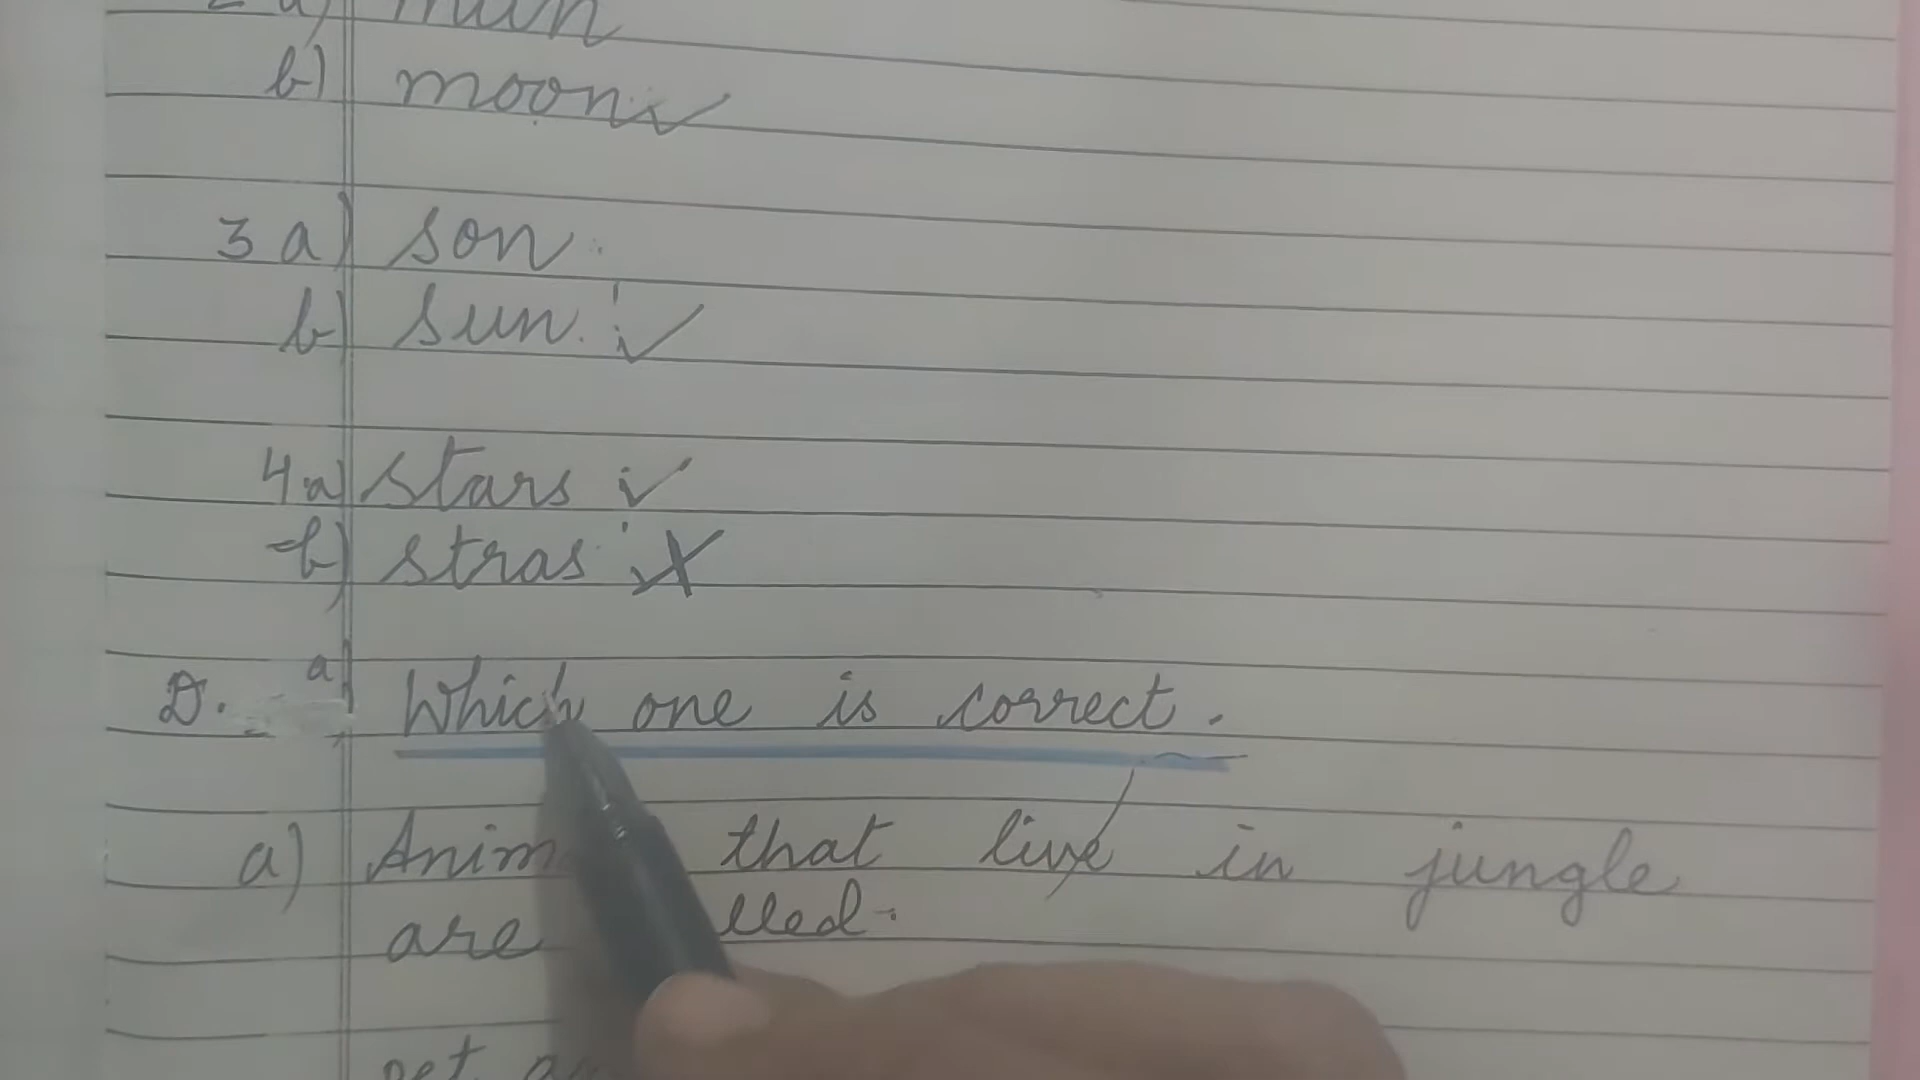 b) moon ✓
3 a) son.
b) sun. ✓
4 a) stars ✓
b) stras X
D. a) Which one is correct.
a) that live in jungle
are